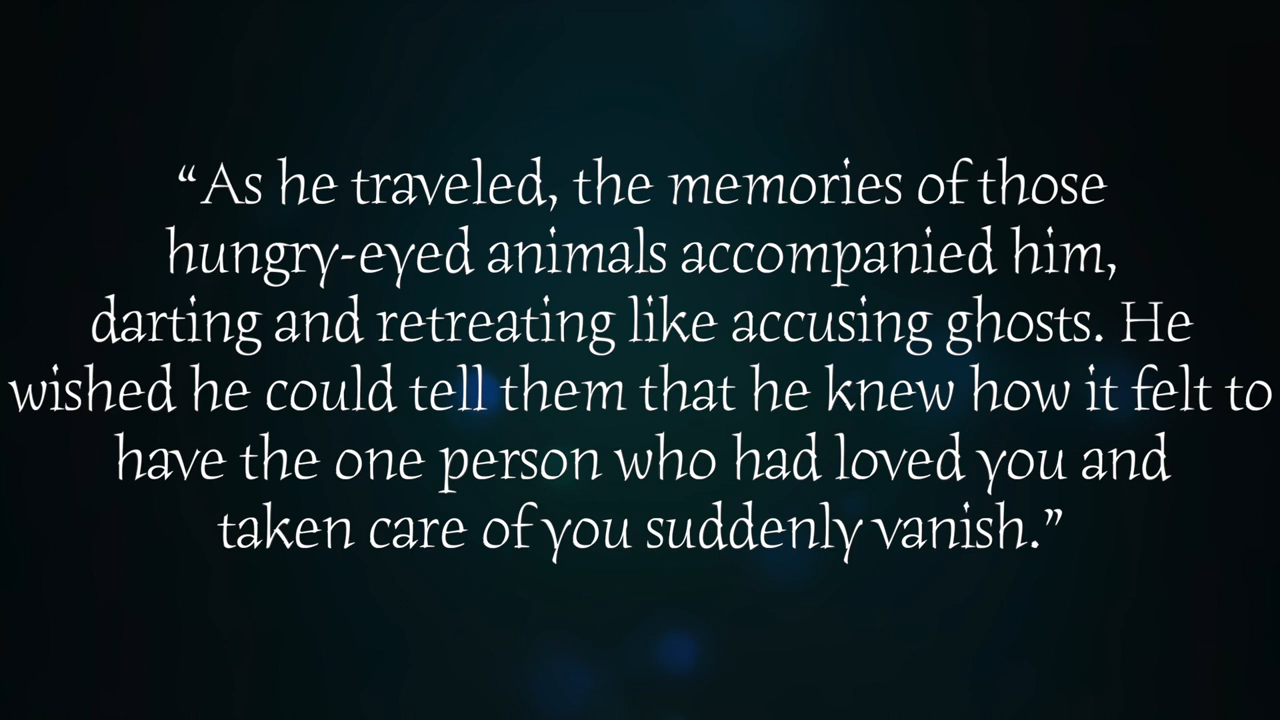 “As he traveled, the memories of those
hungry-eyed animals accompanied him,
darting and retreating like accusing ghosts. He
wished he could tell them that he knew how it felt to
have the one person who had loved you and
taken care of you suddenly vanish.”